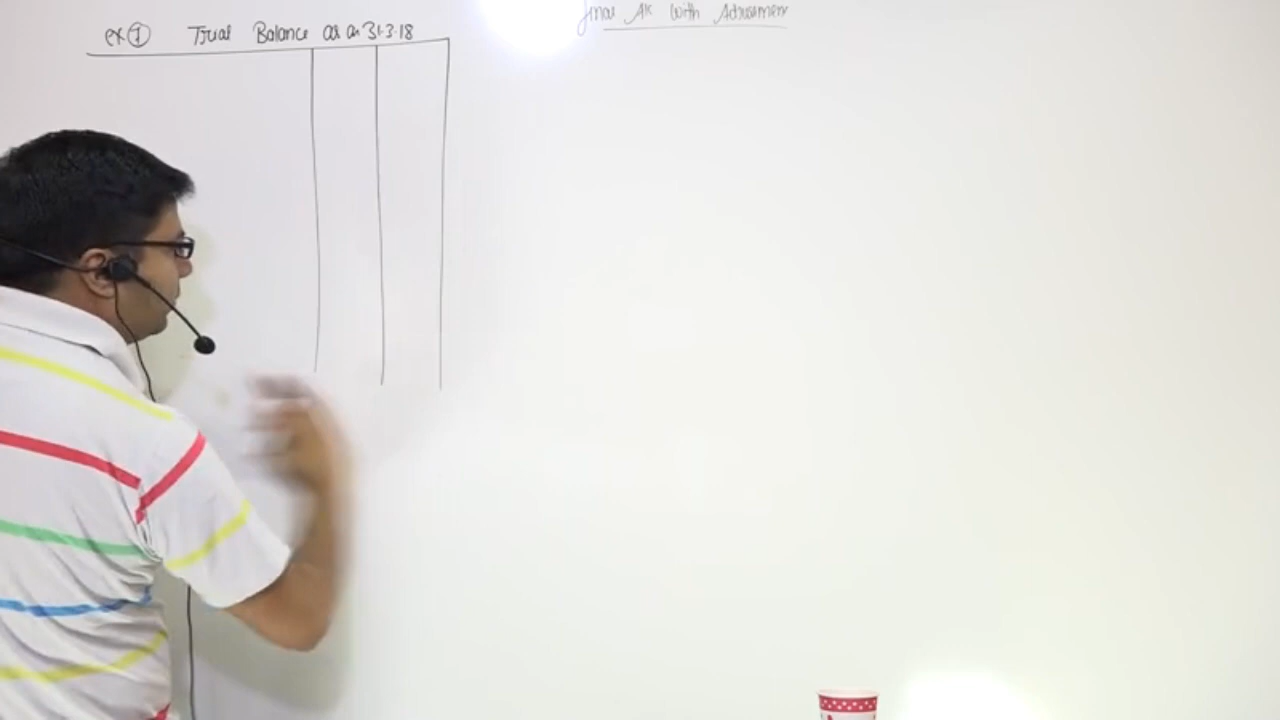 Final A/c With Adjustment
ex ① Trial Balance as on 31.3.18